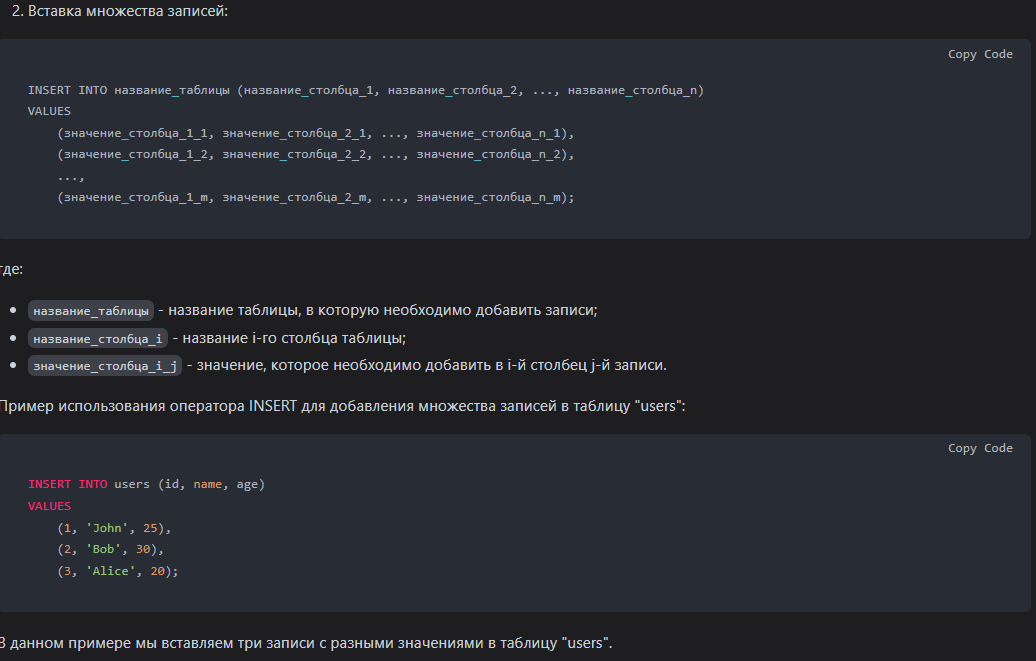 2. Вставка множества записей:
Copy Code
INSERT INTO название_таблицы (название_столбца_1, название_столбца_2, ..., название_столбца_n)
VALUES
(значение_столбца_1_1, значение_столбца_2_1, ..., значение_столбца_n_1),
(значение_столбца_1_2, значение_столбца_2_2, ..., значение_столбца_n_2),
...,
(значение_столбца_1_m, значение_столбца_2_m, ..., значение_столбца_n_m);
где:
• название_таблицы - название таблицы, в которую необходимо добавить записи;
• название_столбца_i - название i-го столбца таблицы;
• значение_столбца_i_j - значение, которое необходимо добавить в i-й столбец j-й записи.
Пример использования оператора INSERT для добавления множества записей в таблицу "users":
Copy Code
INSERT INTO users (id, name, age)
VALUES
(1, 'John', 25),
(2, 'Bob', 30),
(3, 'Alice', 20);
В данном примере мы вставляем три записи с разными значениями в таблицу "users".